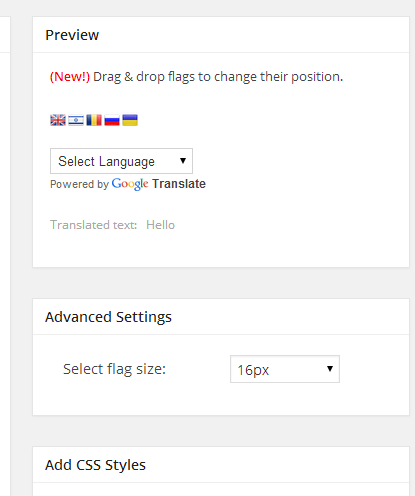 Preview
(New!) Drag & drop flags to change their position.
Select Language
Powered by Google Translate
Translated text: Hello
Advanced Settings
Select flag size: 16px
Add CSS Styles